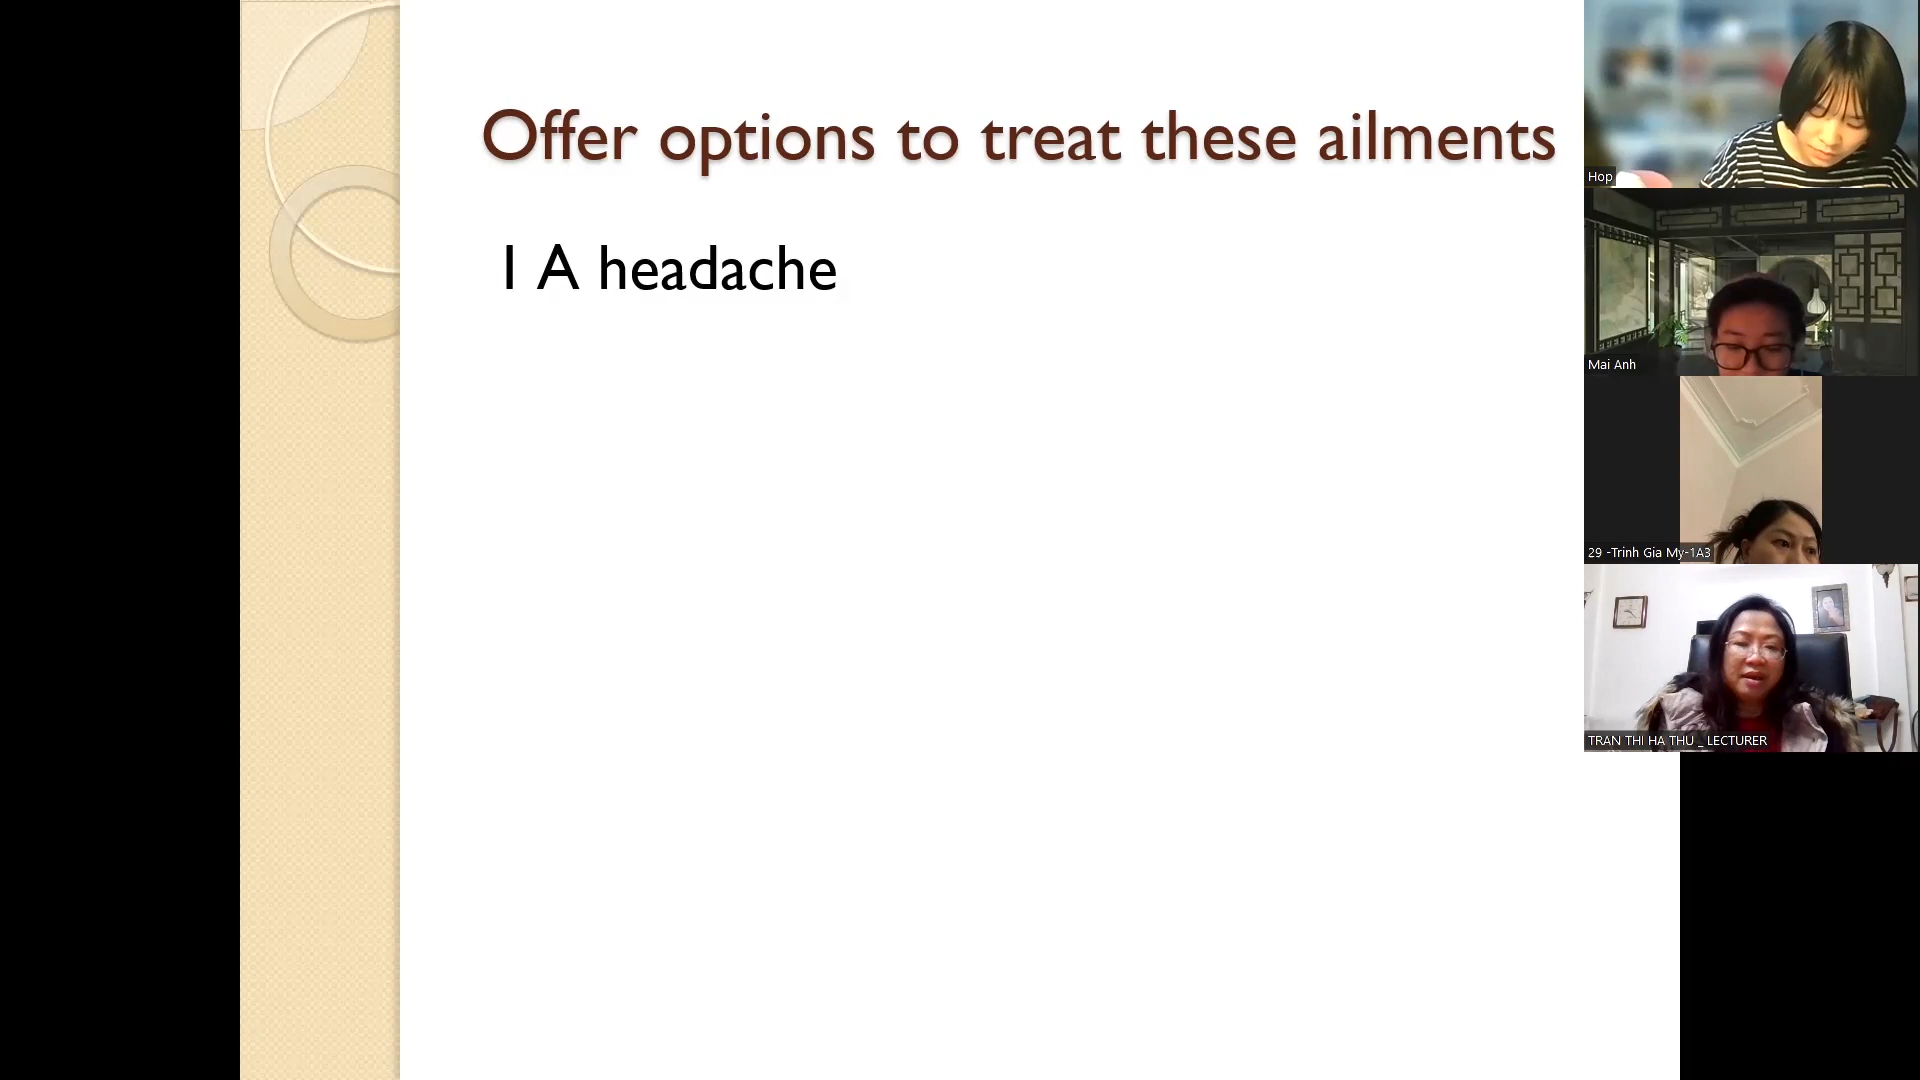 Offer options to treat these ailments
1 A headache
Hop
Mai Anh
29 -Trinh Gia My-1A3
TRAN THI HA THU _ LECTURER